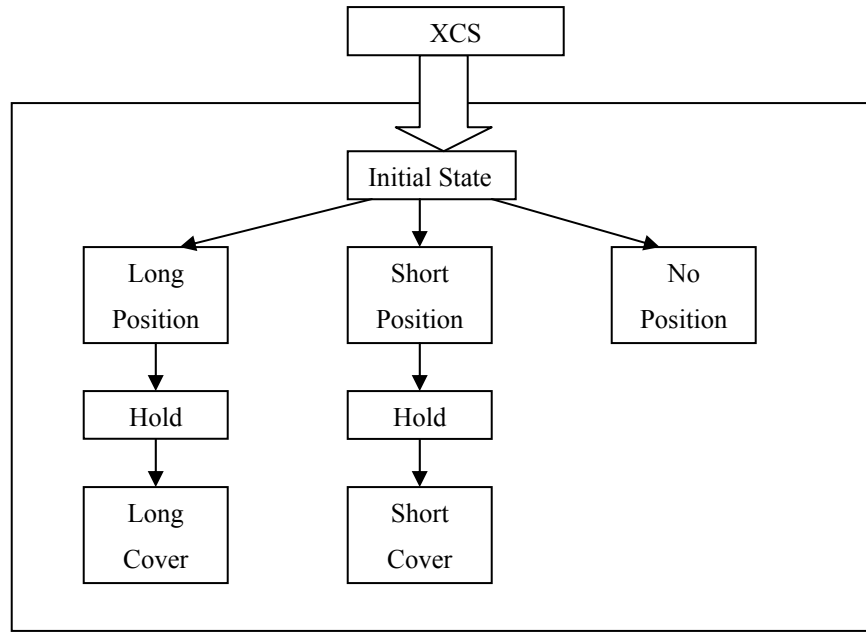 XCS
Initial State
Long
Position
Short
Position
No
Position
Hold
Hold
Long
Cover
Short
Cover